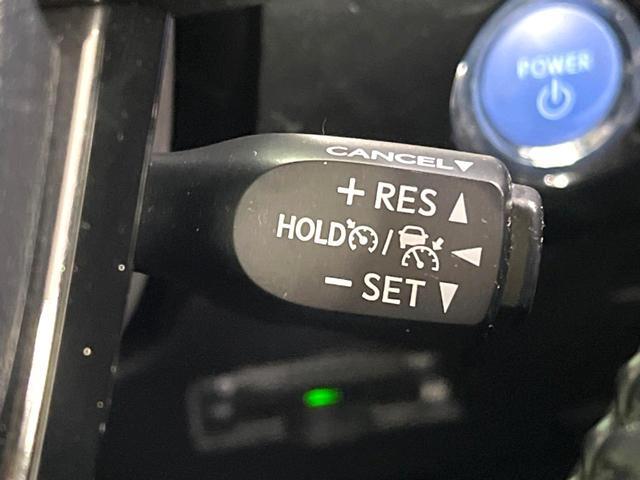 POWER
CANCEL▼
+ RES ▲
HOLD / ◀
− SET ▼